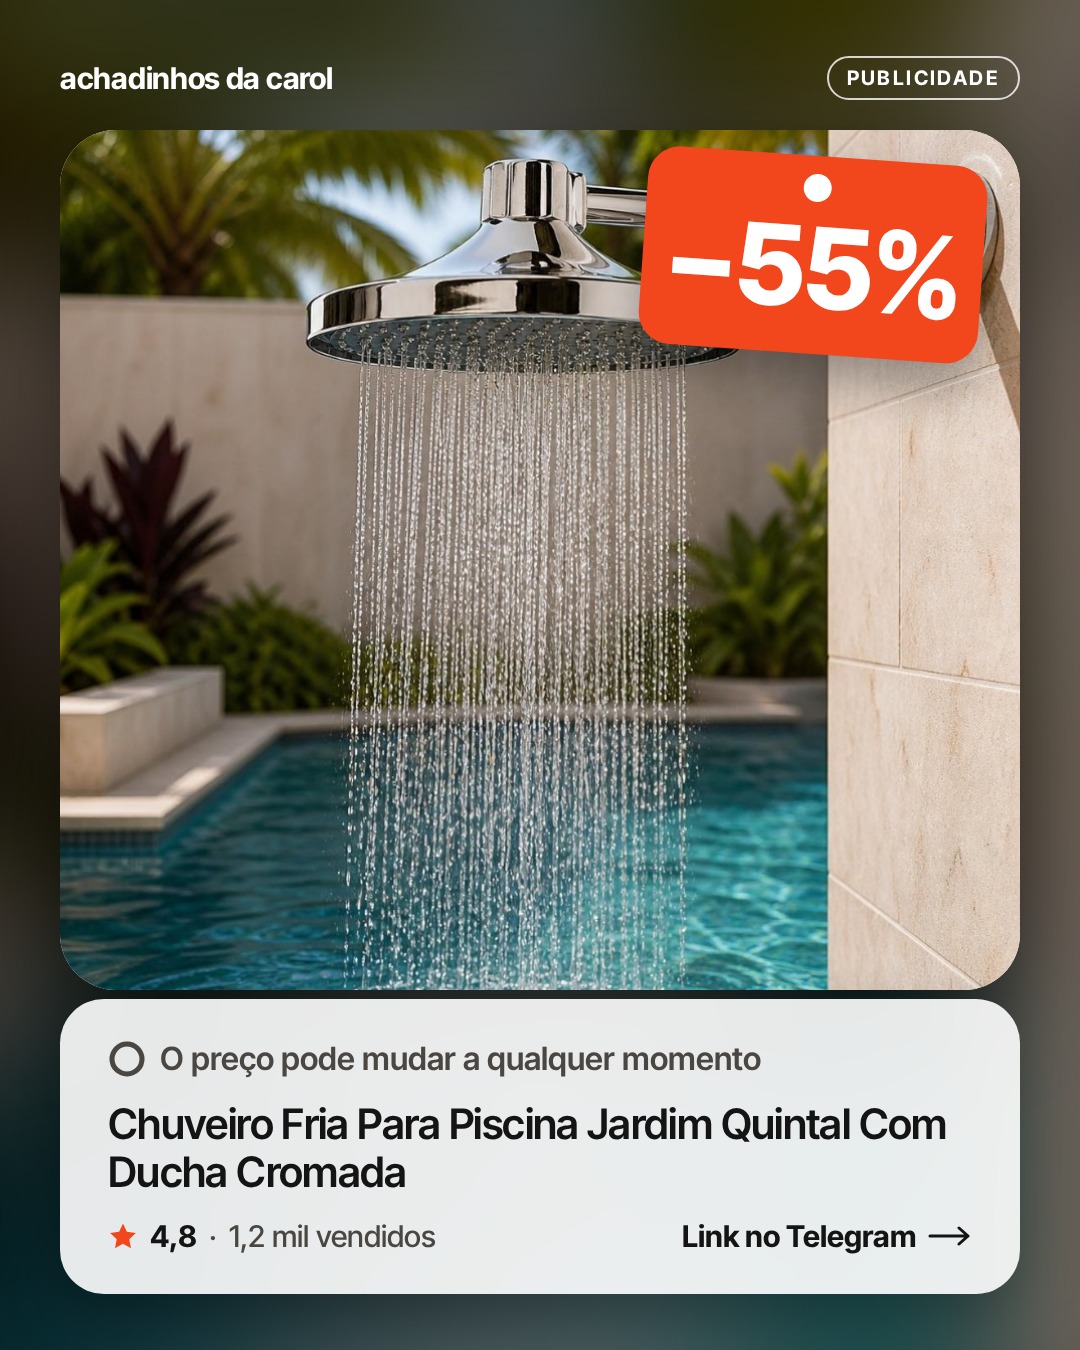 achadinhos da carol
PUBLICIDADE
-55%
O preço pode mudar a qualquer momento
Chuveiro Fria Para Piscina Jardim Quintal Com
Ducha Cromada
4,8 · 1,2 mil vendidos
Link no Telegram →